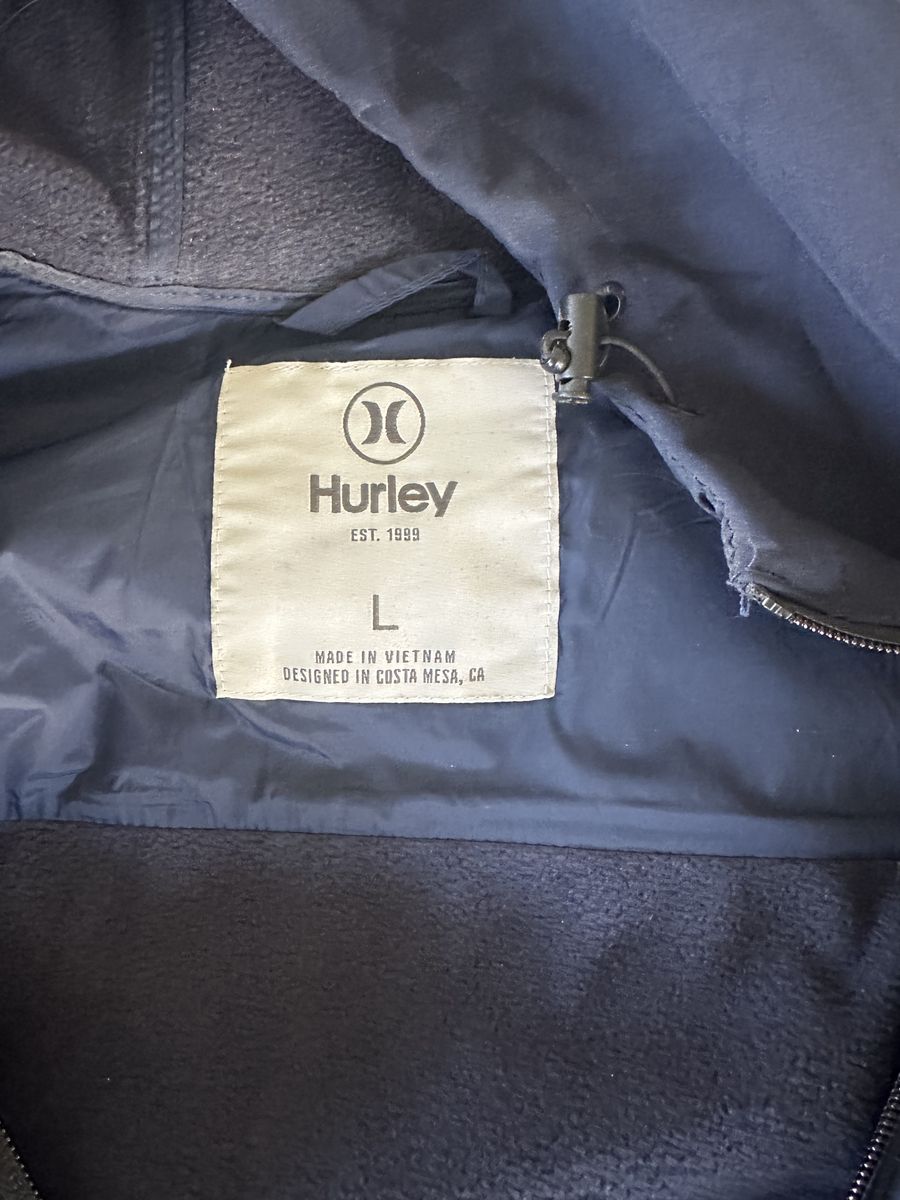 Hurley
EST. 1999
L
MADE IN VIETNAM
DESIGNED IN COSTA MESA, CA